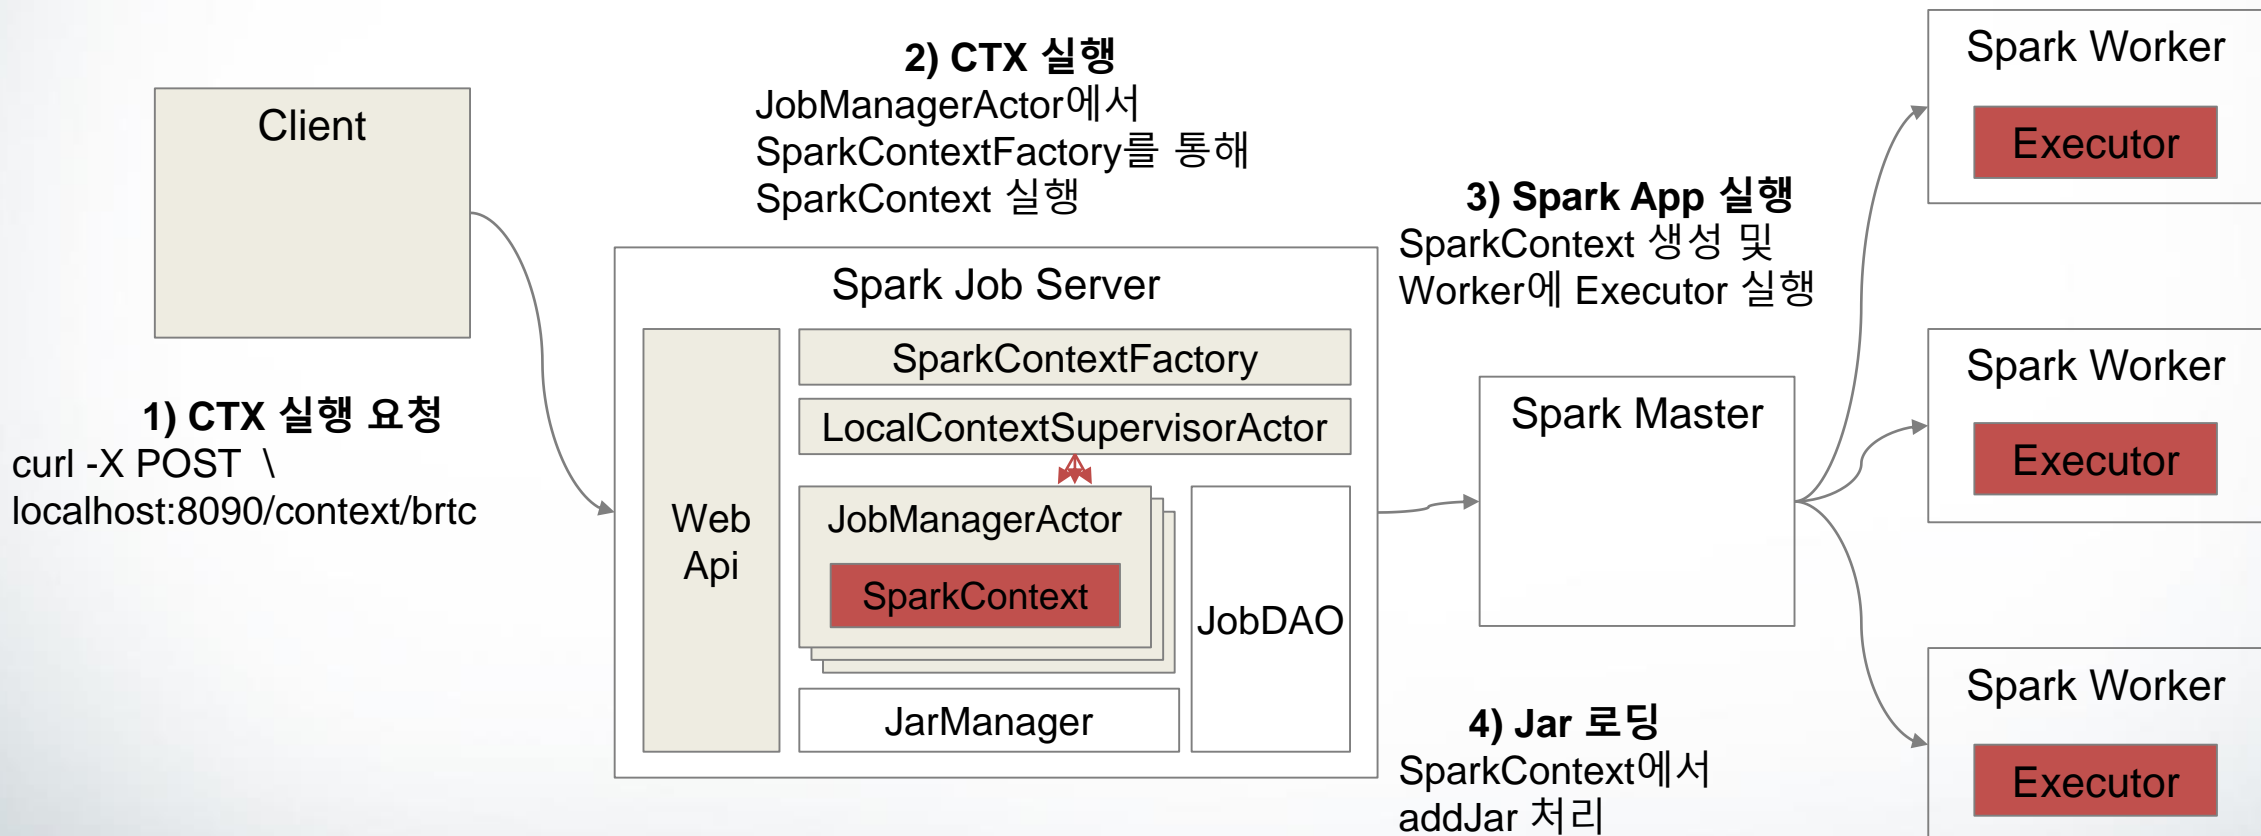 Client
1) CTX 실행 요청
curl -X POST  \
localhost:8090/context/brtc
2) CTX 실행
JobManagerActor에서
SparkContextFactory를 통해
SparkContext 실행
Spark Job Server
Web
Api
SparkContextFactory
LocalContextSupervisorActor
JobManagerActor
SparkContext
JobDAO
JarManager
3) Spark App 실행
SparkContext 생성 및
Worker에 Executor 실행
Spark Master
4) Jar 로딩
SparkContext에서
addJar 처리
Spark Worker
Executor
Spark Worker
Executor
Spark Worker
Executor